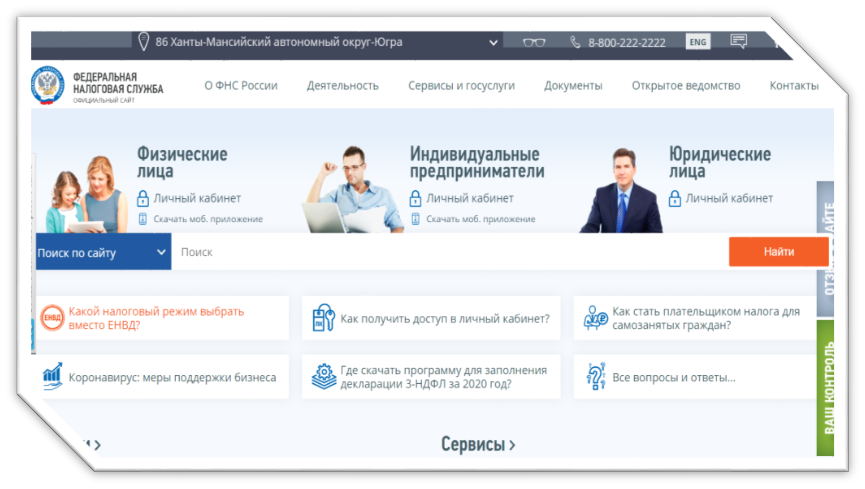 86 Ханты-Мансийский автономный округ-Югра
8-800-222-2222
ENG
ФЕДЕРАЛЬНАЯ
НАЛОГОВАЯ СЛУЖБА
ОФИЦИАЛЬНЫЙ САЙТ
О ФНС России
Деятельность
Сервисы и госуслуги
Документы
Открытое ведомство
Контакты
Физические
лица
Личный кабинет
Скачать моб. приложение
Индивидуальные
предприниматели
Личный кабинет
Скачать моб. приложение
Юридические
лица
Личный кабинет
Поиск по сайту
Поиск
Найти
ЕНВД
Какой налоговый режим выбрать
вместо ЕНВД?
ЛК
Как получить доступ в личный кабинет?
Как стать плательщиком налога для
самозанятых граждан?
Коронавирус: меры поддержки бизнеса
Где скачать программу для заполнения
декларации 3-НДФЛ за 2020 год?
Все вопросы и ответы...
ВАШ КОНТРОЛЬ
Сервисы >